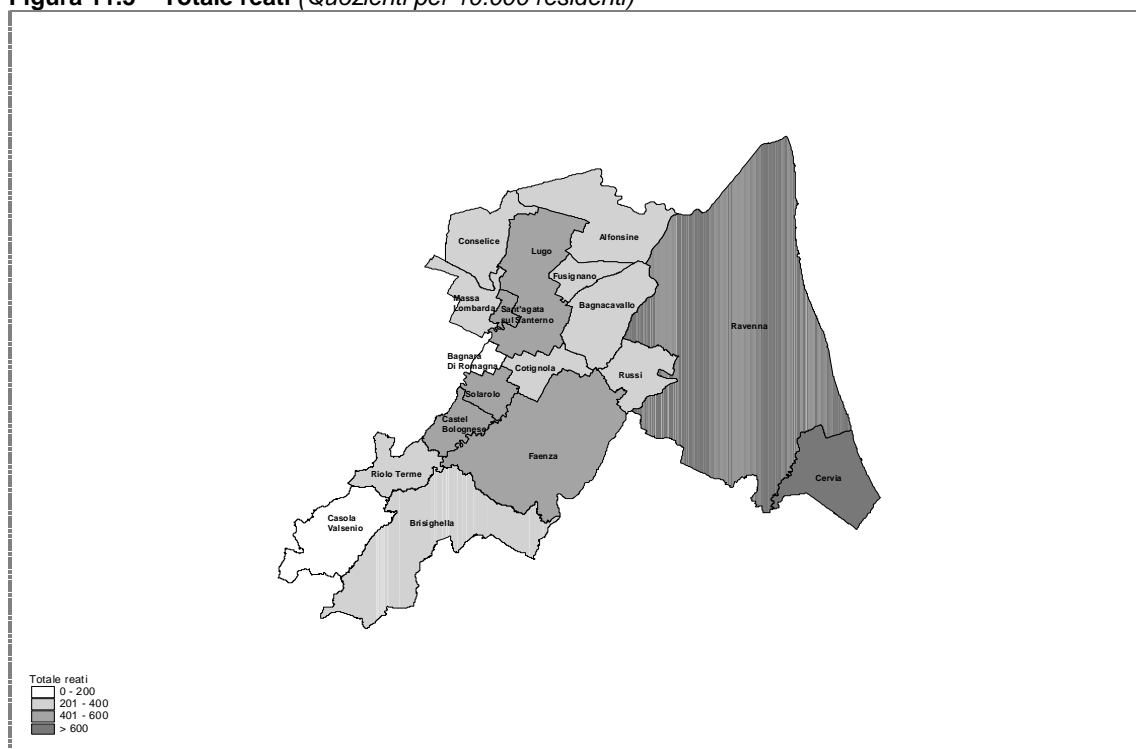 Figura 11.5 – Totale reati (Quozienti per 10.000 residenti)
Conselice
Lugo
Alfonsine
Fusignano
Massa
Lombarda
Sant'agata
sul Santerno
Bagnacavallo
Ravenna
Bagnara
Di Romagna
Cotignola
Russi
Solarolo
Castel
Bolognese
Faenza
Riolo Terme
Cervia
Casola
Valsenio
Brisighella
Totale reati
0 - 200
201 - 400
401 - 600
> 600